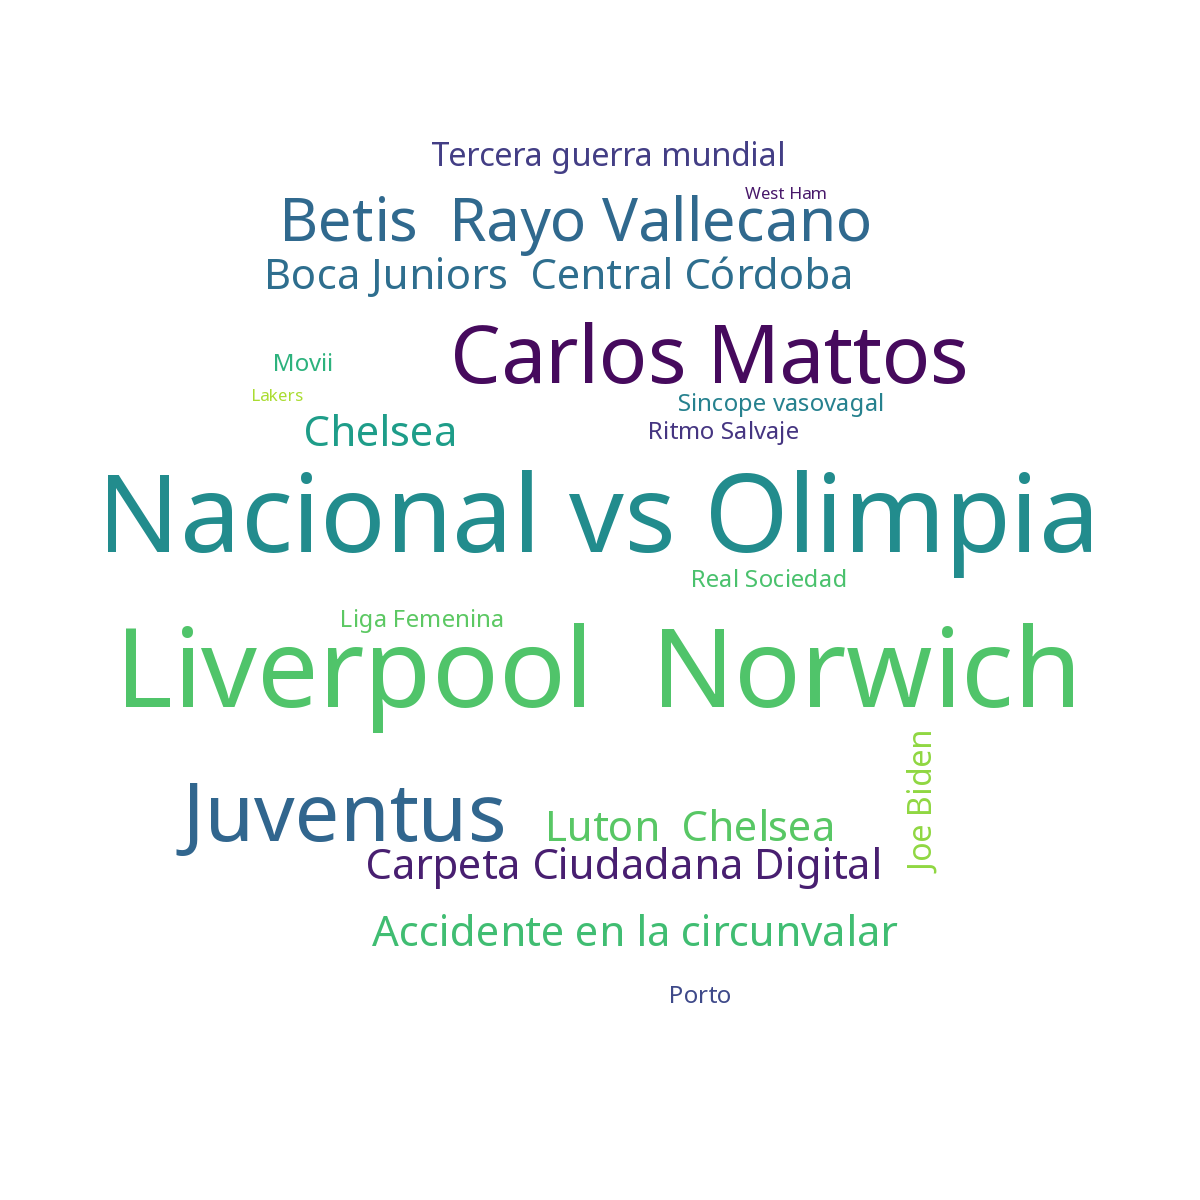 Tercera guerra mundial
West Ham
Betis  Rayo Vallecano
Boca Juniors  Central Córdoba
Carlos Mattos
Movii
Lakers
Sincope vasovagal
Chelsea
Ritmo Salvaje
Nacional vs Olimpia
Real Sociedad
Liga Femenina
Liverpool  Norwich
Joe Biden
Juventus
Luton  Chelsea
Carpeta Ciudadana Digital
Accidente en la circunvalar
Porto